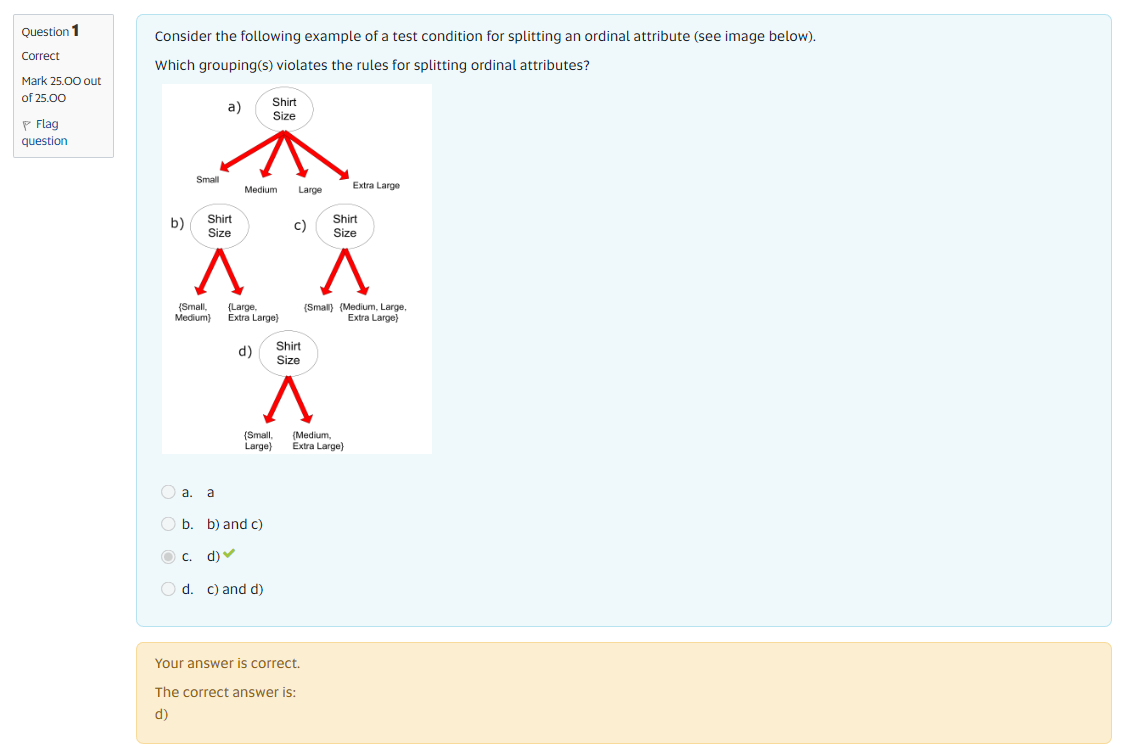 Question 1
Correct
Mark 25.00 out
of 25.00
Flag
question
Consider the following example of a test condition for splitting an ordinal attribute (see image below).
Which grouping(s) violates the rules for splitting ordinal attributes?
a)
Shirt
Size
Small
Medium
Large
Extra Large
b)
Shirt
Size
{Small,
Medium}
{Large,
Extra Large}
c)
Shirt
Size
{Small}
{Medium, Large,
Extra Large}
d)
Shirt
Size
{Small,
Large}
{Medium,
Extra Large}
a. a
b. b) and c)
c. d)
d. c) and d)
Your answer is correct.
The correct answer is:
d)